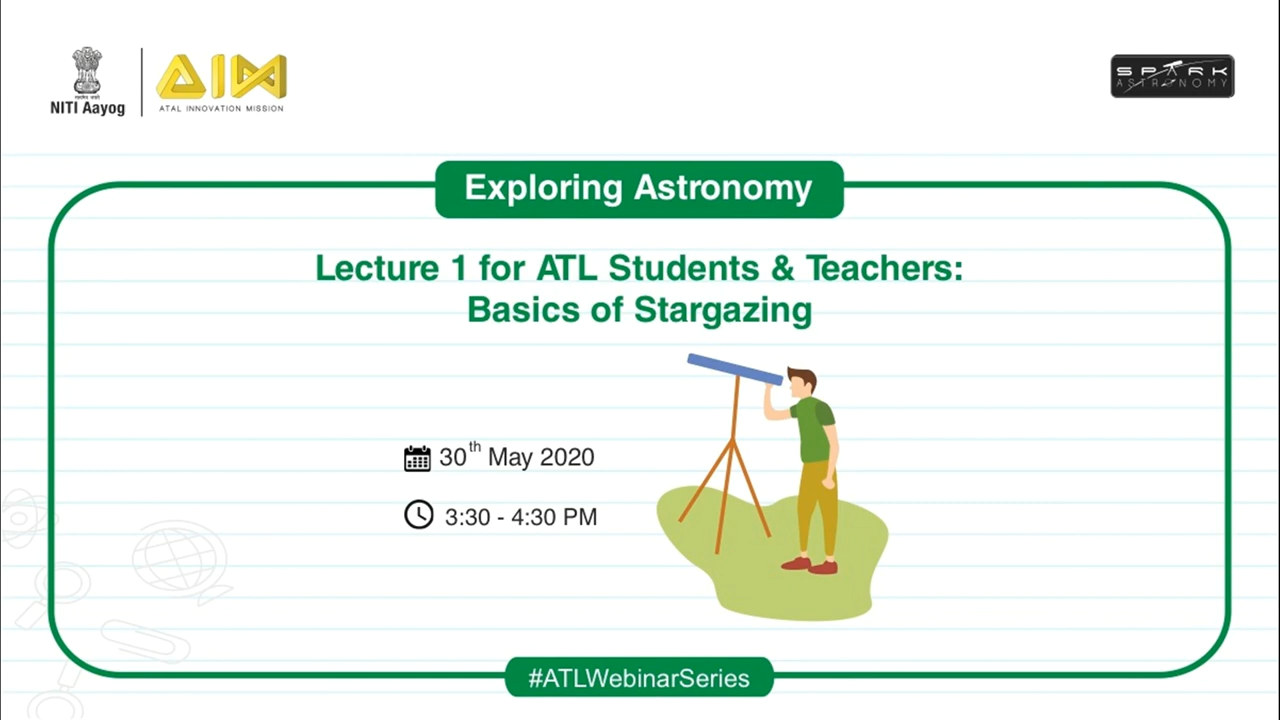 NITI Aayog
ATAL INNOVATION MISSION
SPARK
ASTRONOMY
Exploring Astronomy
Lecture 1 for ATL Students & Teachers:
Basics of Stargazing
30th May 2020
3:30 - 4:30 PM
#ATLWebinarSeries